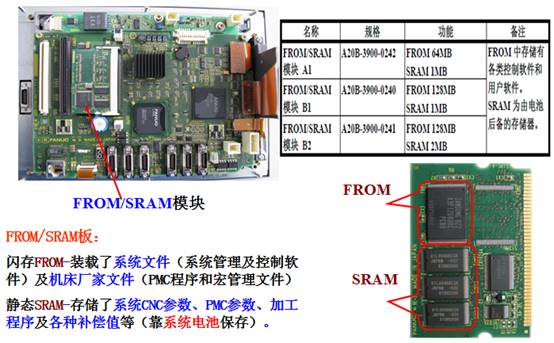 名称 规格 功能 备注
FROM/SRAM 模块 A1 A20B-3900-0242 FROM 64MB SRAM 1MB
FROM/SRAM 模块 B1 A20B-3900-0240 FROM 128MB SRAM 1MB
FROM/SRAM 模块 B2 A20B-3900-0241 FROM 128MB SRAM 2MB
FROM 中存储有
各类控制软件和
用户软件。
SRAM 为由电池
后备的存储器。
FROM/SRAM模块
FROM
SRAM
FROM/SRAM板：
闪存FROM-装载了系统文件（系统管理及控制软
件）及机床厂家文件（PMC程序和宏管理文件）
静态SRAM-存储了系统CNC参数、PMC参数、加工
程序及各种补偿值等（靠系统电池保存）。